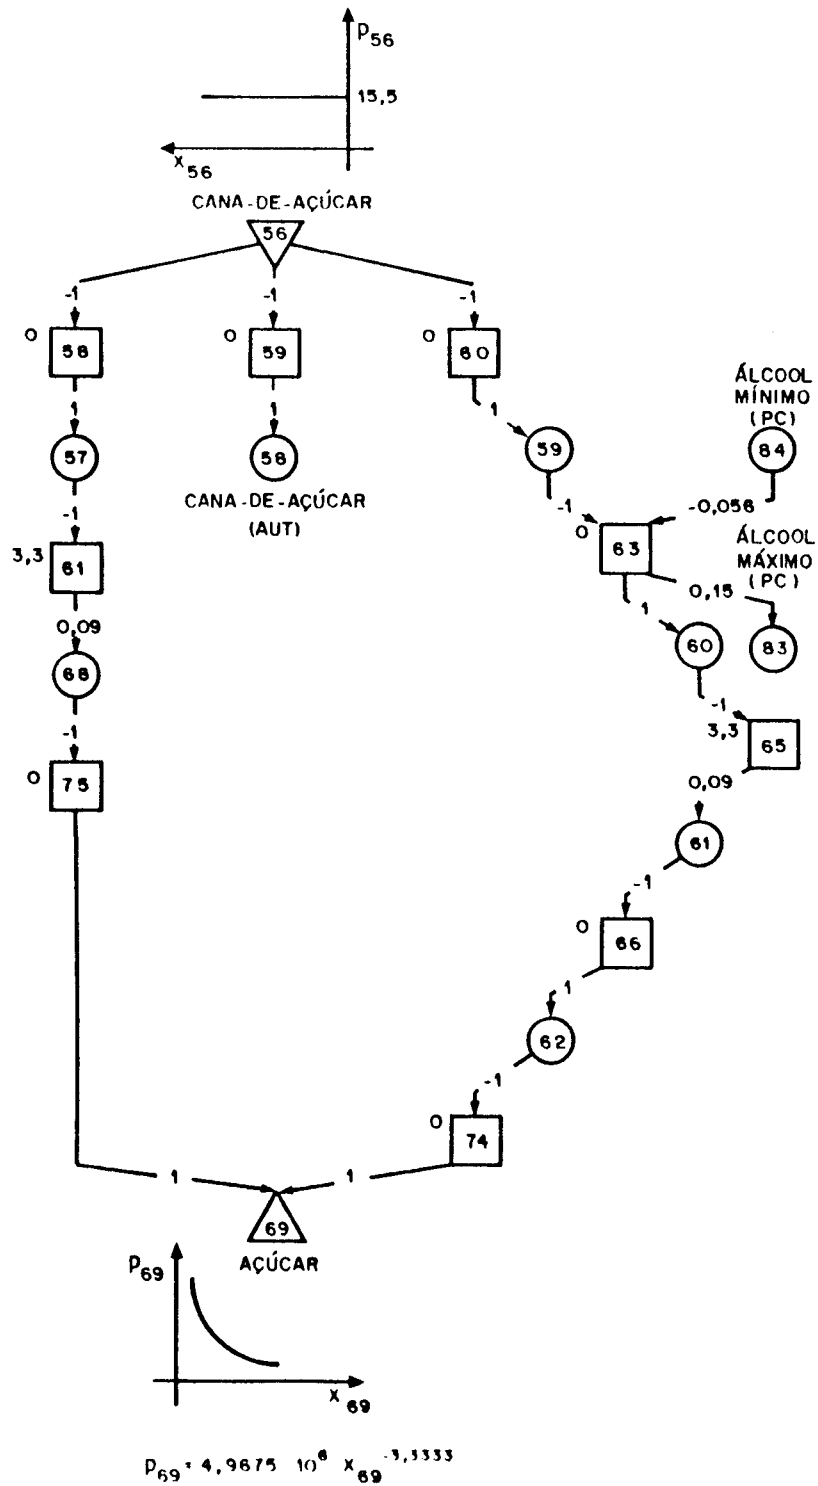 P56
15,5
x56
CANA-DE-AÇÚCAR
56
-1 -1 -1
0 58 0 59 0 60
1 1 1
57 58 59
CANA-DE-AÇÚCAR
(AUT)
ÁLCOOL
MÍNIMO
(PC)
84
-1 -1 -0,056
3,3 61 0 63
ÁLCOOL
MÁXIMO
(PC)
0,09 1 0,15
68 60 83
-1 -1
0 75 3,3 65
0,09
61
-1
0 66
1
62
-1
0 74
1 1
69
AÇÚCAR
P69
x69
P69 = 4,9675 10⁶ x69^-3,3333